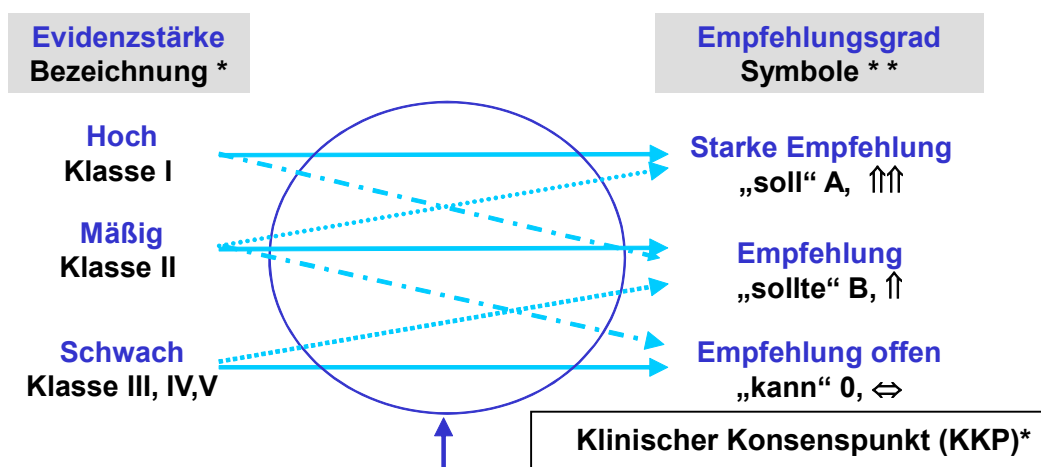 Evidenzstärke
Bezeichnung *
Empfehlungsgrad
Symbole * *
Hoch
Klasse I
Starke Empfehlung
„soll“ A, ⇑⇑
Mäßig
Klasse II
Empfehlung
„sollte“ B, ⇑
Schwach
Klasse III, IV,V
Empfehlung offen
„kann“ 0, ⇔
Klinischer Konsenspunkt (KKP)*